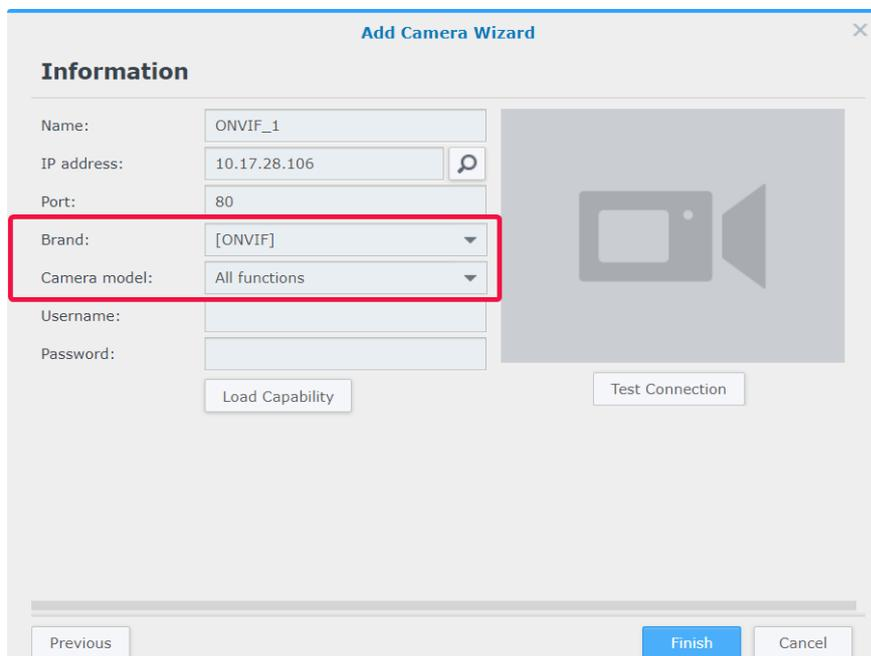 Add Camera Wizard
Information
Name: ONVIF_1
IP address: 10.17.28.106
Port: 80
Brand: [ONVIF]
Camera model: All functions
Username:
Password:
Load Capability
Test Connection
Previous Finish Cancel